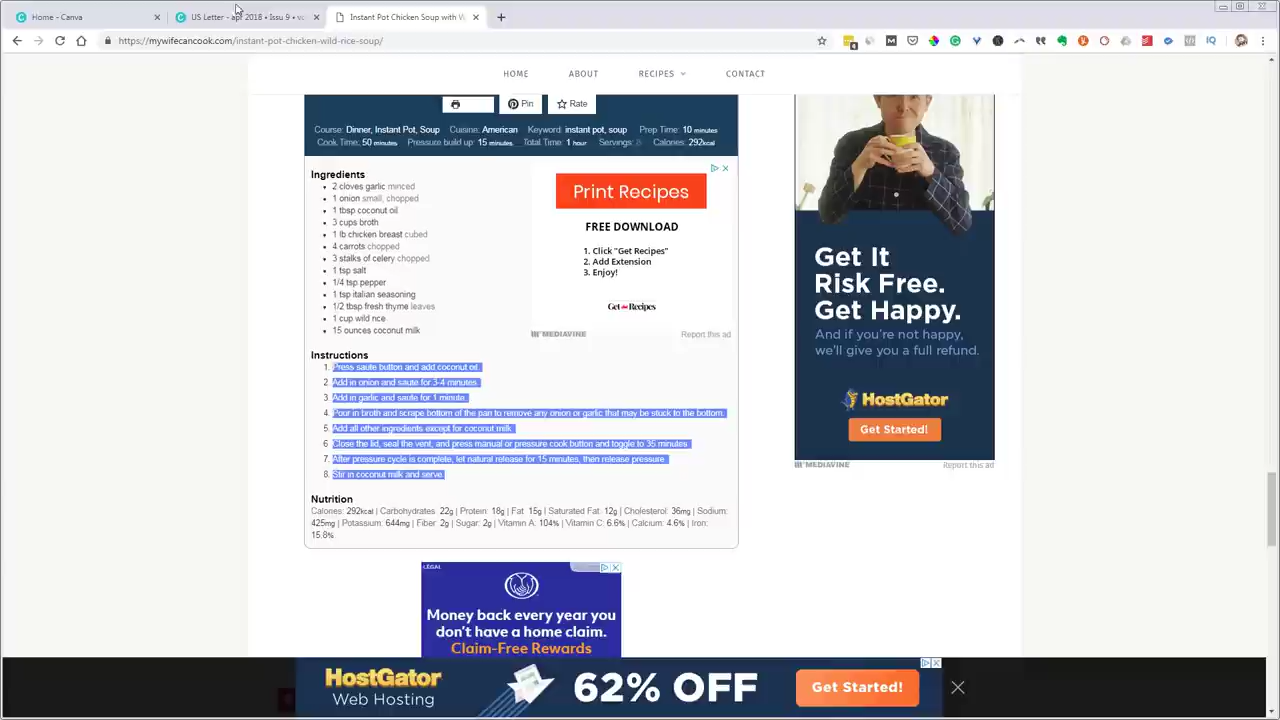 Home - Canva
US Letter - apr 2018 • Issu 9 • vo
Instant Pot Chicken Soup with W
https://mywifecancook.com/instant-pot-chicken-wild-rice-soup/
HOME
ABOUT
RECIPES
CONTACT
Pin
Rate
Course: Dinner, Instant Pot, Soup Cuisine: American Keyword: instant pot, soup Prep Time: 10 minutes
Cook Time: 50 minutes Pressure build up: 15 minutes Total Time: 1 hour Servings: 8 Calories: 292kcal
Ingredients
2 cloves garlic minced
1 onion small, chopped
1 tbsp coconut oil
3 cups broth
1 lb chicken breast cubed
4 carrots chopped
3 stalks of celery chopped
1 tsp salt
1/4 tsp pepper
1 tsp italian seasoning
1/2 tbsp fresh thyme leaves
1 cup wild rice
15 ounces coconut milk
Print Recipes
FREE DOWNLOAD
1. Click "Get Recipes"
2. Add Extension
3. Enjoy!
Get Recipes
MEDIAVINE
Report this ad
Instructions
1. Press saute button and add coconut oil.
2. Add in onion and saute for 3-4 minutes.
3. Add in garlic and saute for 1 minute.
4. Pour in broth and scrape bottom of the pan to remove any onion or garlic that may be stuck to the bottom.
5. Add all other ingredients except for coconut milk.
6. Close the lid, seal the vent, and press manual or pressure cook button and toggle to 35 minutes.
7. After pressure cycle is complete, let natural release for 15 minutes, then release pressure.
8. Stir in coconut milk and serve.
Nutrition
Calories: 292kcal | Carbohydrates: 22g | Protein: 18g | Fat: 15g | Saturated Fat: 12g | Cholesterol: 36mg | Sodium:
425mg | Potassium: 644mg | Fiber: 2g | Sugar: 2g | Vitamin A: 104% | Vitamin C: 6.6% | Calcium: 4.6% | Iron:
15.8%
Get It
Risk Free.
Get Happy.
And if you're not happy,
we'll give you a full refund.
HostGator
Get Started!
MEDIAVINE
Report this ad
LEGAL
Money back every year you
don't have a home claim.
Claim-Free Rewards
HostGator
Web Hosting
62% OFF
Get Started!